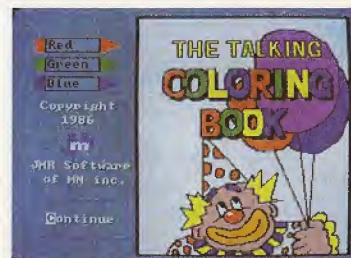 Red
Green
Blue
Copyright
1986
m
JMR Software
of MN inc.
Continue
THE TALKING
COLORING
BOOK